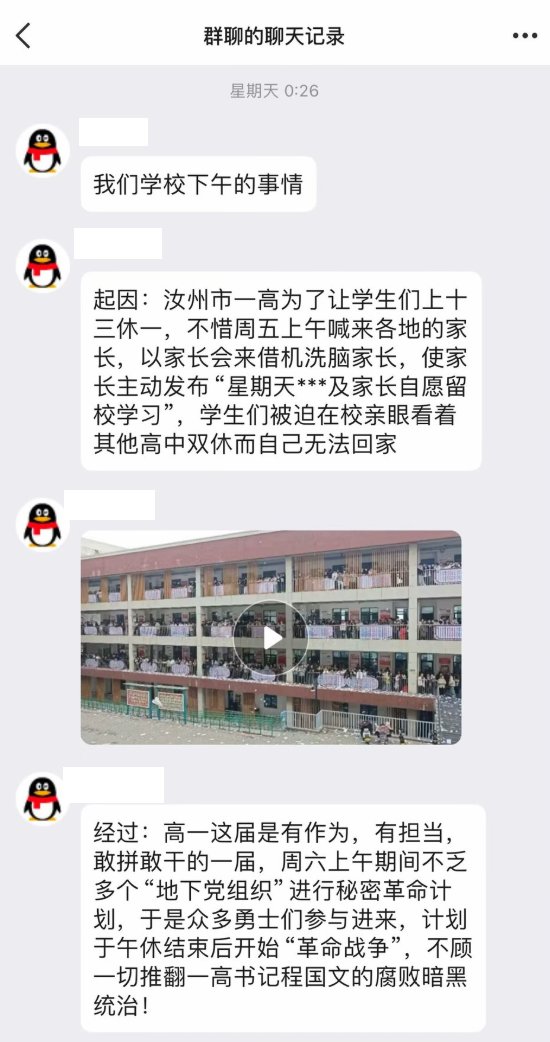 群聊的聊天记录
星期天 0:26
我们学校下午的事情
起因：汝州市一高为了让学生们上十
三休一，不惜周五上午喊来各地的家
长，以家长会来借机洗脑家长，使家
长主动发布“星期天***及家长自愿留
校学习”，学生们被迫在校亲眼看着
其他高中双休而自己无法回家
经过：高一这届是有作为，有担当，
敢拼敢干的一届，周六上午期间不乏
多个“地下党组织”进行秘密革命计
划，于是众多勇士们参与进来，计划
于午休结束后开始“革命战争”，不顾
一切推翻一高书记程国文的腐败暗黑
统治！